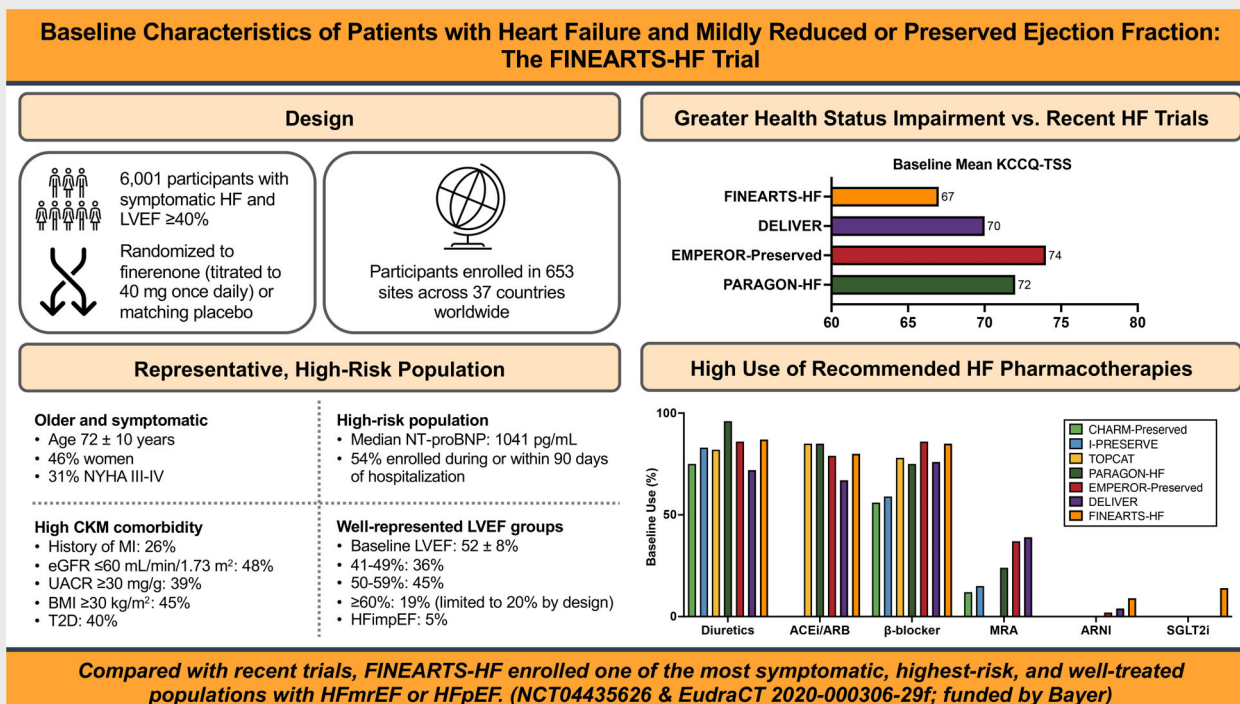 Baseline Characteristics of Patients with Heart Failure and Mildly Reduced or Preserved Ejection Fraction:
The FINEARTS-HF Trial
Design
6,001 participants with
symptomatic HF and
LVEF ≥40%
Randomized to
finerenone (titrated to
40 mg once daily) or
matching placebo
Participants enrolled in 653
sites across 37 countries
worldwide
Greater Health Status Impairment vs. Recent HF Trials
Baseline Mean KCCQ-TSS
FINEARTS-HF 67
DELIVER 70
EMPEROR-Preserved 74
PARAGON-HF 72
60 65 70 75 80
Representative, High-Risk Population
Older and symptomatic
• Age 72 ± 10 years
• 46% women
• 31% NYHA III-IV
High-risk population
• Median NT-proBNP: 1041 pg/mL
• 54% enrolled during or within 90 days
of hospitalization
High CKM comorbidity
• History of MI: 26%
• eGFR ≤60 mL/min/1.73 m²: 48%
• UACR ≥30 mg/g: 39%
• BMI ≥30 kg/m²: 45%
• T2D: 40%
Well-represented LVEF groups
• Baseline LVEF: 52 ± 8%
• 41-49%: 36%
• 50-59%: 45%
• ≥60%: 19% (limited to 20% by design)
• HFimpEF: 5%
High Use of Recommended HF Pharmacotherapies
Baseline Use (%)
100
50
0
CHARM-Preserved
I-PRESERVE
TOPCAT
PARAGON-HF
EMPEROR-Preserved
DELIVER
FINEARTS-HF
Diuretics ACEi/ARB β-blocker MRA ARNI SGLT2i
Compared with recent trials, FINEARTS-HF enrolled one of the most symptomatic, highest-risk, and well-treated
populations with HFmrEF or HFpEF. (NCT04435626 & EudraCT 2020-000306-29f; funded by Bayer)